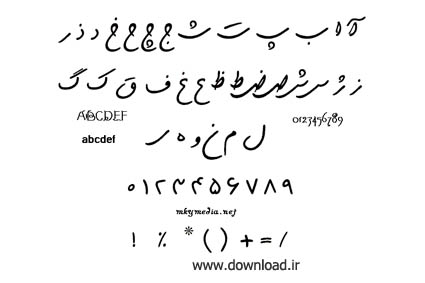 آ ا ب پ ت ث ج چ ح خ د ذ ر
ز ژ س ش ص ض ط ظ ع غ ف ق ک گ
ABCDEF
0123456789
abcdef
ل م ن و ه ی
۰۱۲۳۴۵۶۷۸۹
mkymedia.net
! ٪ * ( ) + = /
www.download.ir